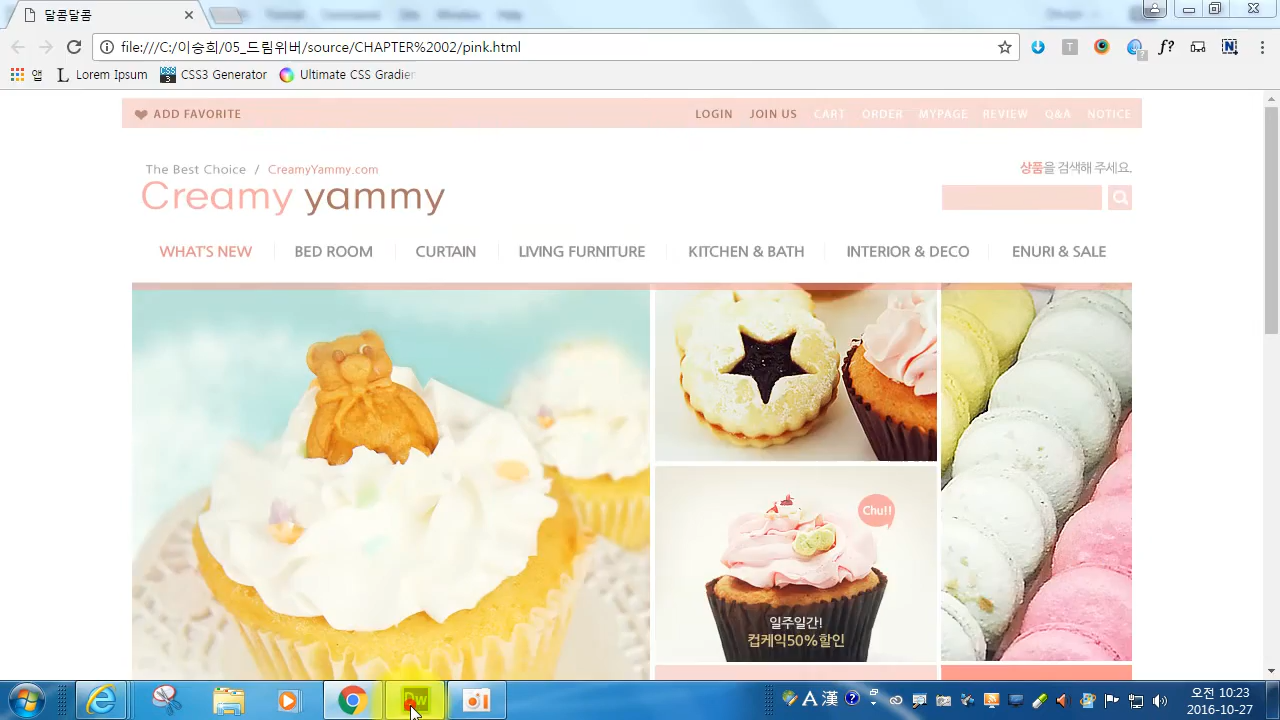 달콤달콤
file:///C:/이승희/05_드림위버/source/CHAPTER%2002/pink.html
앱 Lorem Ipsum CSS3 Generator Ultimate CSS Gradien
ADD FAVORITE LOGIN JOIN US CART ORDER MYPAGE REVIEW Q&A NOTICE
The Best Choice / CreamyYammy.com
상품을 검색해 주세요.
Creamy yammy
WHAT'S NEW BED ROOM CURTAIN LIVING FURNITURE KITCHEN & BATH INTERIOR & DECO ENURI & SALE
Chu!!
일주일간!
컵케익50%할인
Dw
A 漢
오전 10:23
2016-10-27